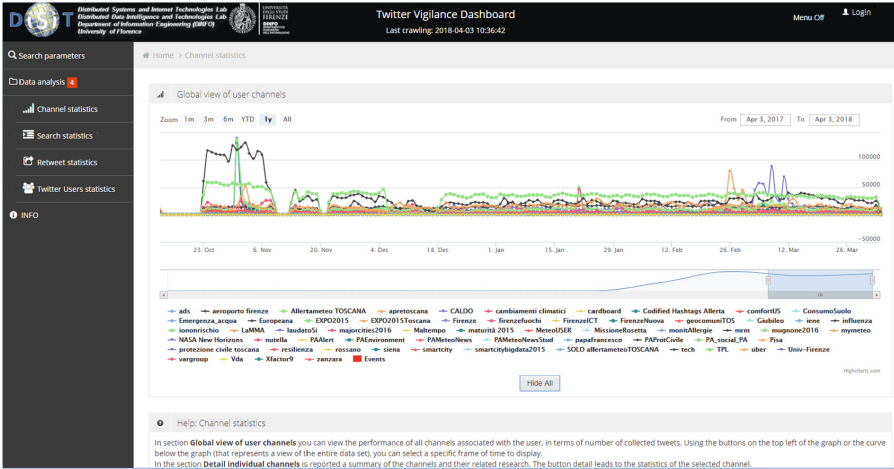 DISIT
Distributed Systems and Internet Technologies Lab
Distributed Data Intelligence and Technologies Lab
Department of Information Engineering (DINFO)
University of Florence
UNIVERSITÀ
DEGLI STUDI
FIRENZE
DINFO
Twitter Vigilance Dashboard
Last crawling: 2018-04-03 10:36:42
Menu Off
Login
Search parameters
Home > Channel statistics
Data analysis 4
Channel statistics
Search statistics
Retweet statistics
Twitter Users statistics
INFO
Global view of user channels
Zoom 1m 3m 6m YTD 1y All
From Apr 3, 2017 To Apr 3, 2018
100000
50000
0
-50000
23. Oct 6. Nov 20. Nov 4. Dec 18. Dec 1. Jan 15. Jan 29. Jan 12. Feb 26. Feb 12. Mar 26. Mar
ads aeroporto firenze Allertameteo TOSCANA apretoscana CALDO cambiamenti climatici cardboard Codified Hashtags Allerta comfortUS ConsumoSuolo
Emergenza_acqua Europeana EXPO2015 EXPO2015Toscana Firenze firenzefuochi FirenzeICT FirenzeNuova geocomuniTOS Giubileo iene influenza
iononrischio LaMMA laudatoSi majorcities2016 Maltempo maturità 2015 MeteoUSER MissioneRosetta monitAllergie mrm mugnone2016 mymeteo
NASA New Horizons nutella PAAlert PAEnvironment PAMeteoNews PAMeteoNewsStud papafrancesco PAProtCivile PA_social_PA Pisa
protezione civile toscana resilienza rossano siena smartcity smartcitybigdata2015 SOLO allertameteoTOSCANA tech TPL uber Univ-Firenze
vargroup Vda Xfactor9 zanzara Events
Highcharts.com
Hide All
Help: Channel statistics
In section Global view of user channels you can view the performance of all channels associated with the user, in terms of number of collected tweets. Using the buttons on the top left of the graph or the curve
below the graph (that represents a view of the entire data set), you can select a specific frame of time to display.
In the section Detail individual channels is reported a summary of the channels and their related research. The button detail leads to the statistics of the selected channel.